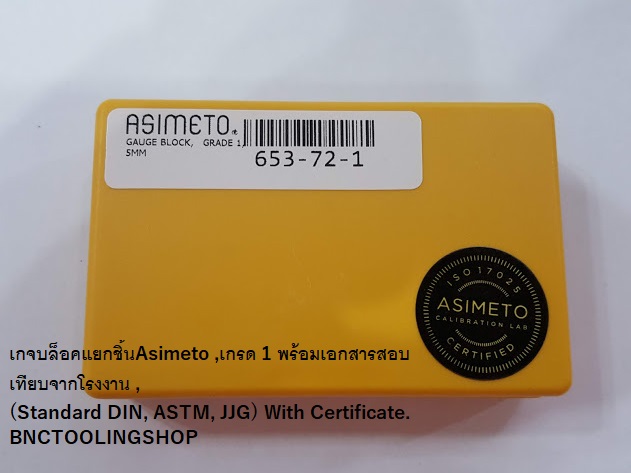 ASIMETO®
GAUGE BLOCK, GRADE 1,
5MM
653-72-1
ISO 17025
ASIMETO
CALIBRATION LAB
CERTIFIED
เกจบล็อคแยกชิ้นAsimeto ,เกรด 1 พร้อมเอกสารสอบ
เทียบจากโรงงาน ,
(Standard DIN, ASTM, JJG) With Certificate.
BNCTOOLINGSHOP